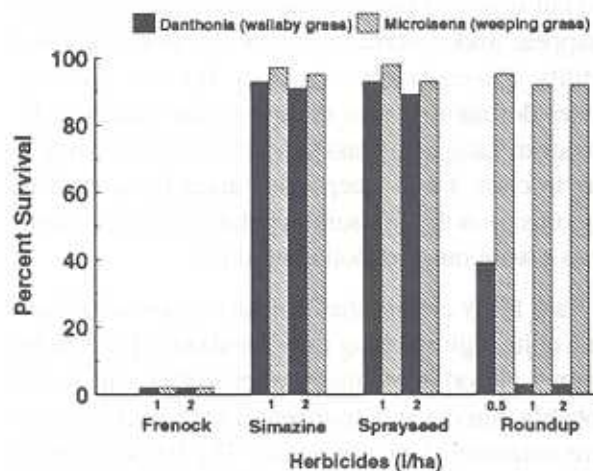 Danthonia (wallaby grass) Microlaena (weeping grass)
100
80
60
40
20
0
Percent Survival
1 2 1 2 1 2 0.5 1 2
Frenock Simazine Sprayseed Roundup
Herbicides (l/ha)